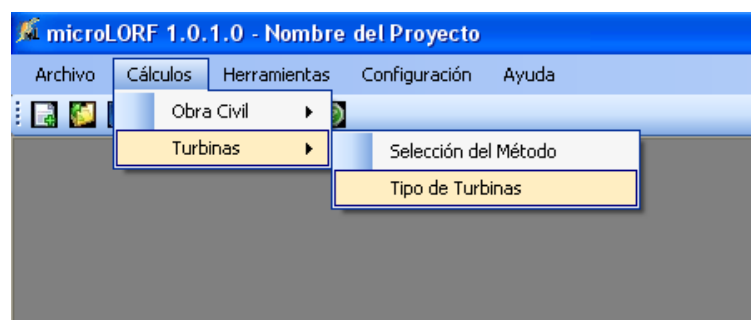 microLORF 1.0.1.0 - Nombre del Proyecto
Archivo Cálculos Herramientas Configuración Ayuda
Obra Civil
Turbinas
Selección del Método
Tipo de Turbinas